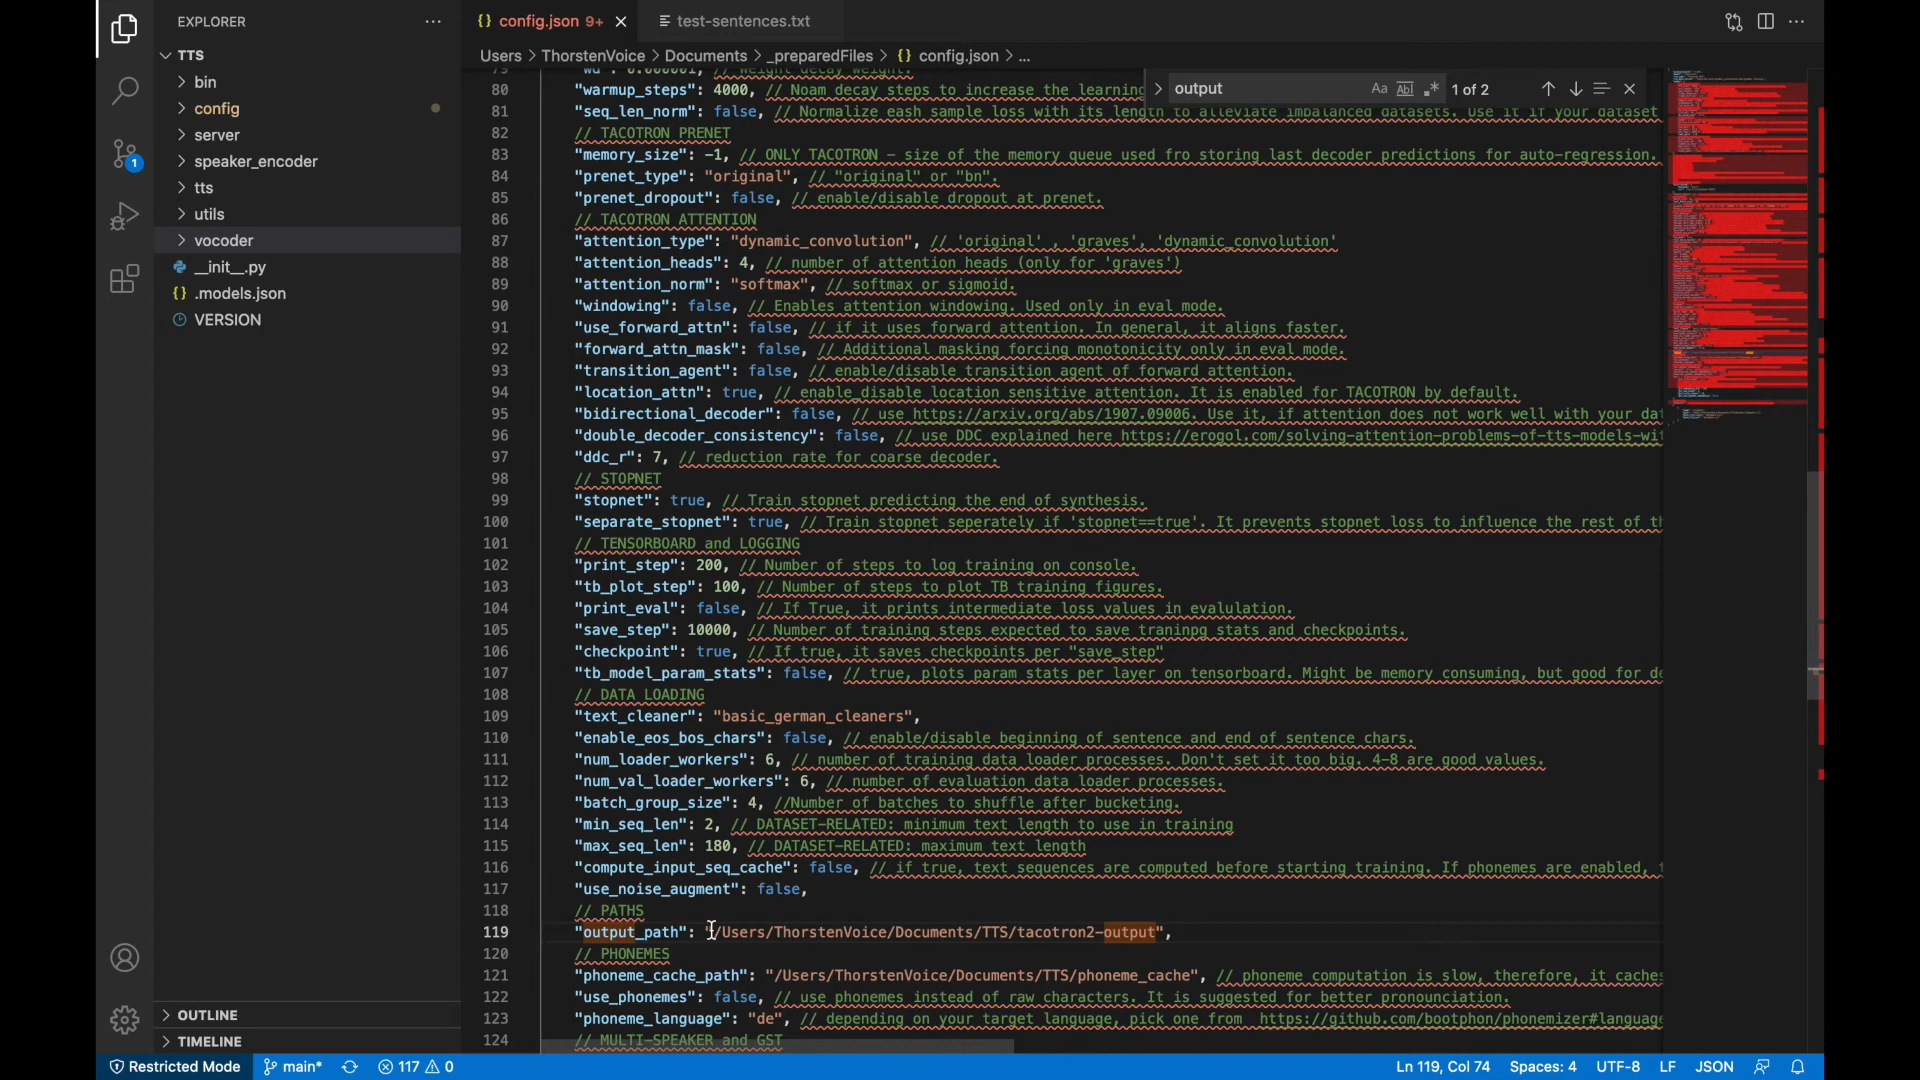 EXPLORER
TTS
bin
config
server
speaker_encoder
tts
utils
vocoder
__init__.py
.models.json
VERSION
OUTLINE
TIMELINE
config.json 9+
test-sentences.txt
Users > ThorstenVoice > Documents > _preparedFiles > {} config.json > ...
output
Aa Abl
1 of 2
80 "warmup_steps": 4000, // Noam decay steps to increase the learning
81 "seq_len_norm": false, // Normalize eash sample loss with its length to alleviate imbalanced datasets. Use it if your dataset
82 // TACOTRON PRENET
83 "memory_size": -1, // ONLY TACOTRON - size of the memory queue used fro storing last decoder predictions for auto-regression.
84 "prenet_type": "original", // "original" or "bn".
85 "prenet_dropout": false, // enable/disable dropout at prenet.
86 // TACOTRON ATTENTION
87 "attention_type": "dynamic_convolution", // 'original' , 'graves', 'dynamic_convolution'
88 "attention_heads": 4, // number of attention heads (only for 'graves')
89 "attention_norm": "softmax", // softmax or sigmoid.
90 "windowing": false, // Enables attention windowing. Used only in eval mode.
91 "use_forward_attn": false, // if it uses forward attention. In general, it aligns faster.
92 "forward_attn_mask": false, // Additional masking forcing monotonicity only in eval mode.
93 "transition_agent": false, // enable/disable transition agent of forward attention.
94 "location_attn": true, // enable_disable location sensitive attention. It is enabled for TACOTRON by default.
95 "bidirectional_decoder": false, // use https://arxiv.org/abs/1907.09006. Use it, if attention does not work well with your dat
96 "double_decoder_consistency": false, // use DDC explained here https://erogol.com/solving-attention-problems-of-tts-models-wi
97 "ddc_r": 7, // reduction rate for coarse decoder.
98 // STOPNET
99 "stopnet": true, // Train stopnet predicting the end of synthesis.
100 "separate_stopnet": true, // Train stopnet seperately if 'stopnet==true'. It prevents stopnet loss to influence the rest of th
101 // TENSORBOARD and LOGGING
102 "print_step": 200, // Number of steps to log training on console.
103 "tb_plot_step": 100, // Number of steps to plot TB training figures.
104 "print_eval": false, // If True, it prints intermediate loss values in evalulation.
105 "save_step": 10000, // Number of training steps expected to save traninpg stats and checkpoints.
106 "checkpoint": true, // If true, it saves checkpoints per "save_step"
107 "tb_model_param_stats": false, // true, plots param stats per layer on tensorboard. Might be memory consuming, but good for de
108 // DATA LOADING
109 "text_cleaner": "basic_german_cleaners",
110 "enable_eos_bos_chars": false, // enable/disable beginning of sentence and end of sentence chars.
111 "num_loader_workers": 6, // number of training data loader processes. Don't set it too big. 4-8 are good values.
112 "num_val_loader_workers": 6, // number of evaluation data loader processes.
113 "batch_group_size": 4, //Number of batches to shuffle after bucketing.
114 "min_seq_len": 2, // DATASET-RELATED: minimum text length to use in training
115 "max_seq_len": 180, // DATASET-RELATED: maximum text length
116 "compute_input_seq_cache": false, // if true, text sequences are computed before starting training. If phonemes are enabled,
117 "use_noise_augment": false,
118 // PATHS
119 "output_path": "/Users/ThorstenVoice/Documents/TTS/tacotron2-output",
120 // PHONEMES
121 "phoneme_cache_path": "/Users/ThorstenVoice/Documents/TTS/phoneme_cache", // phoneme computation is slow, therefore, it caches
122 "use_phonemes": false, // use phonemes instead of raw characters. It is suggested for better pronounciation.
123 "phoneme_language": "de", // depending on your target language, pick one from https://github.com/bootphon/phonemizer#language
124 // MULTI-SPEAKER and GST
1
Restricted Mode
main*
117
0
Ln 119, Col 74
Spaces: 4
UTF-8
LF
JSON